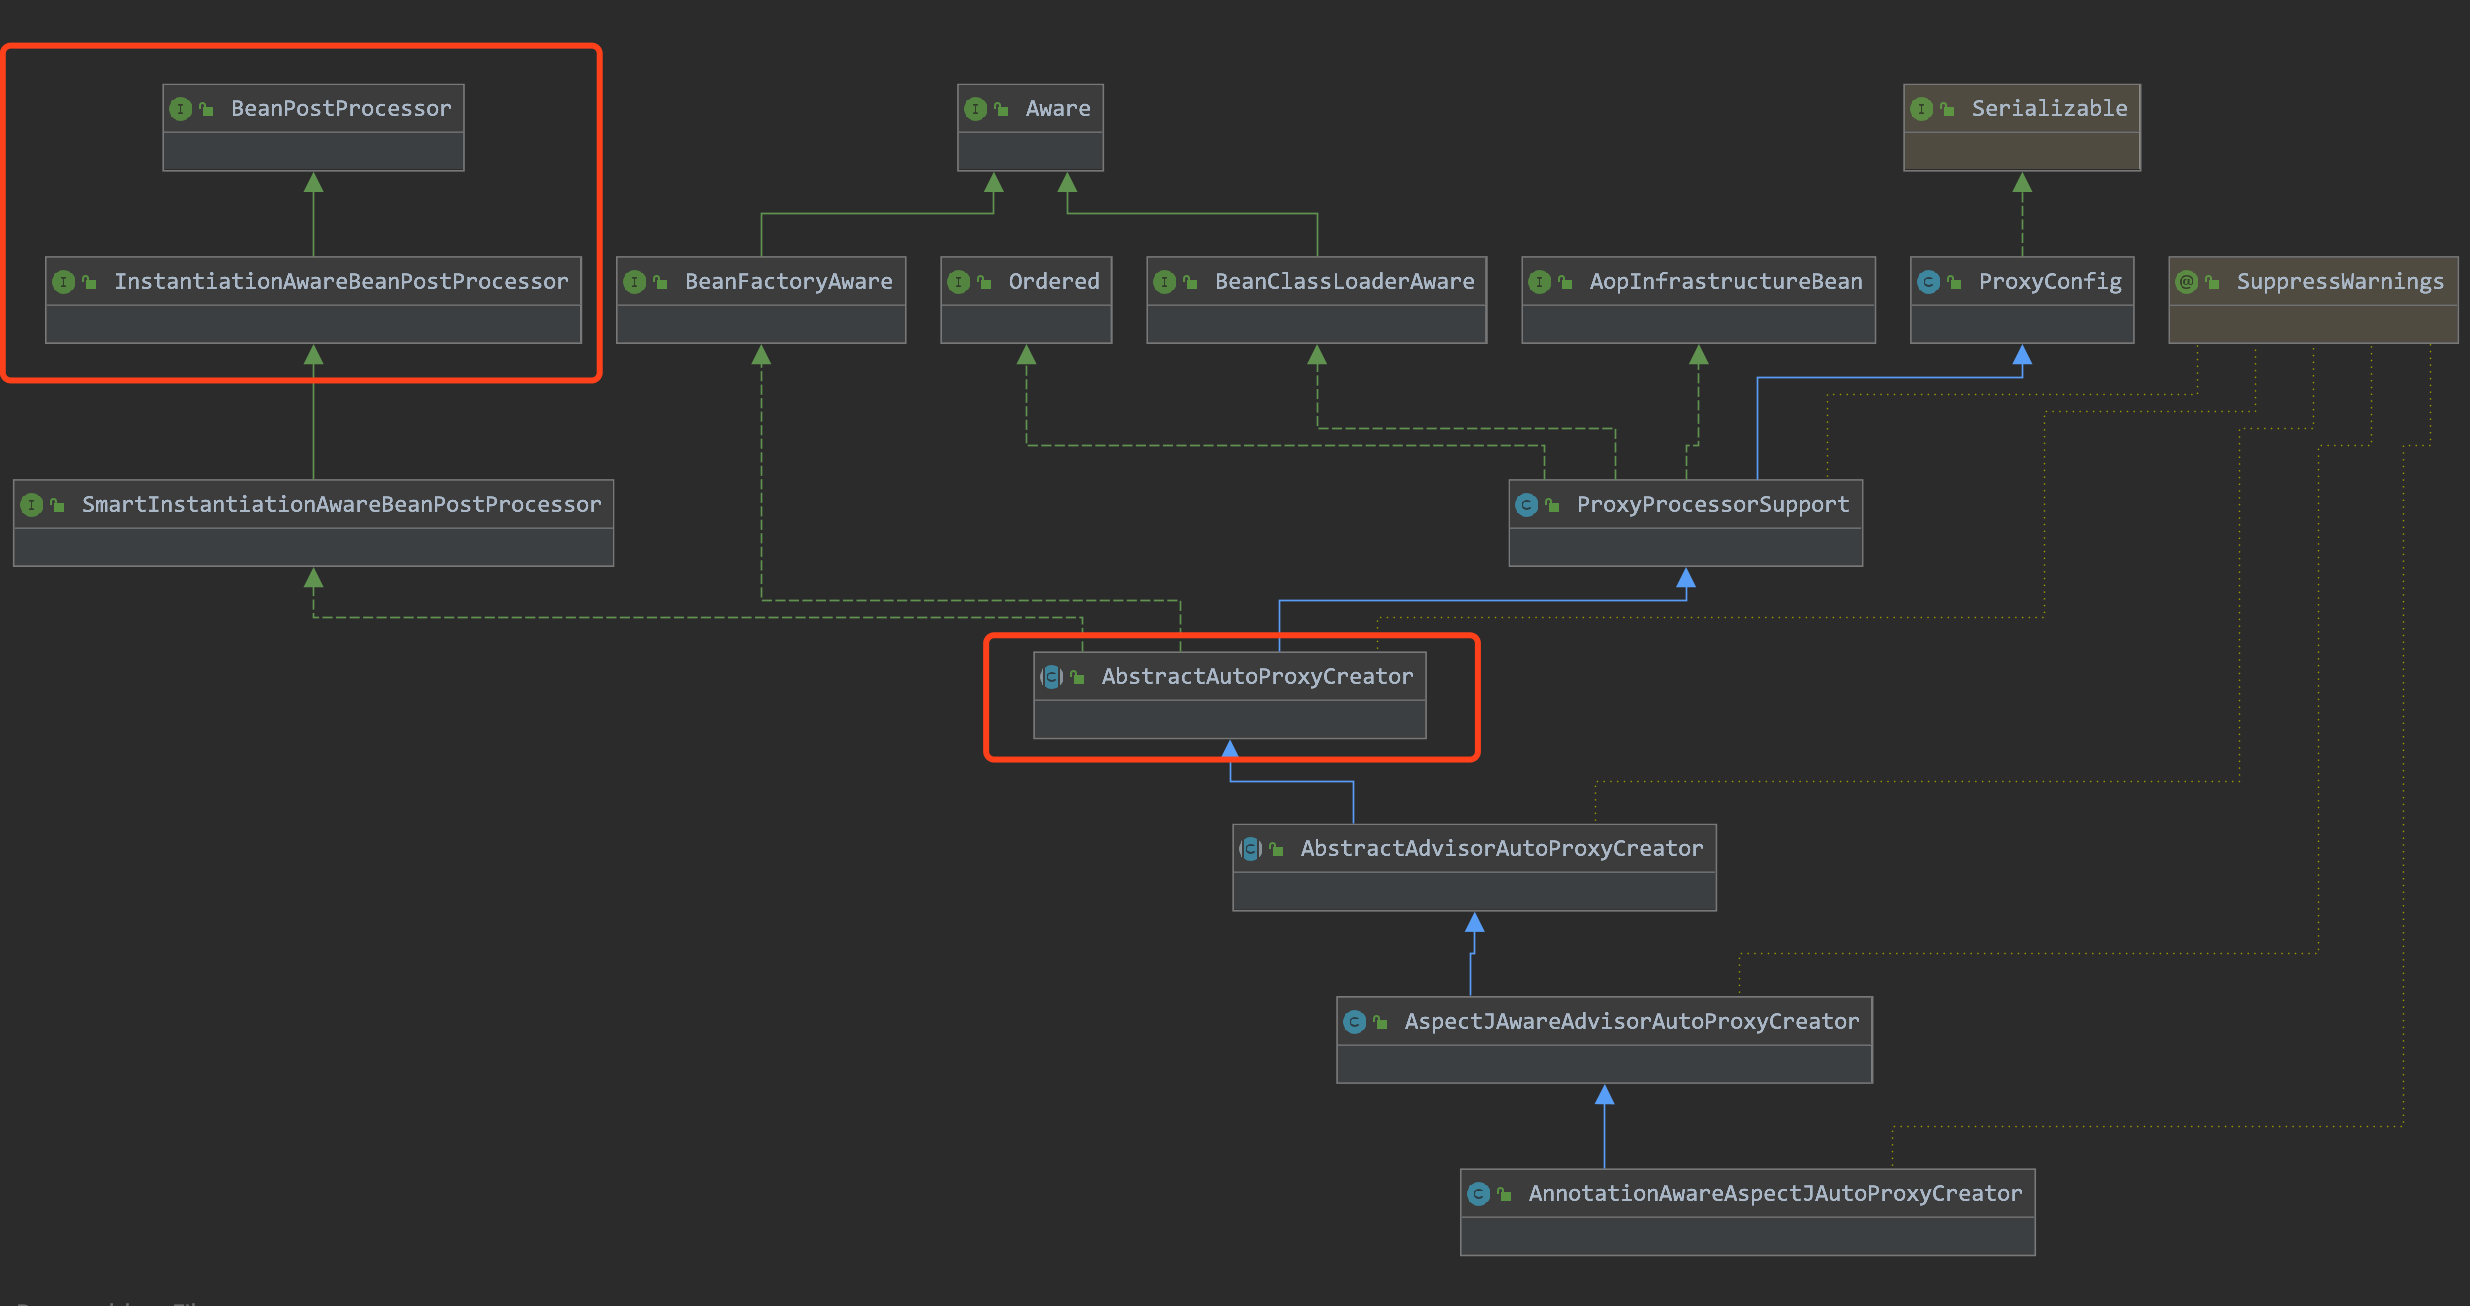 BeanPostProcessor
Aware
Serializable
InstantiationAwareBeanPostProcessor
BeanFactoryAware
Ordered
BeanClassLoaderAware
AopInfrastructureBean
ProxyConfig
SuppressWarnings
SmartInstantiationAwareBeanPostProcessor
ProxyProcessorSupport
AbstractAutoProxyCreator
AbstractAdvisorAutoProxyCreator
AspectJAwareAdvisorAutoProxyCreator
AnnotationAwareAspectJAutoProxyCreator